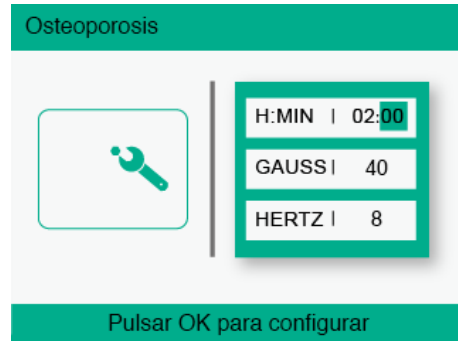 Osteoporosis
H:MIN | 02:00
GAUSS | 40
HERTZ | 8
Pulsar OK para configurar